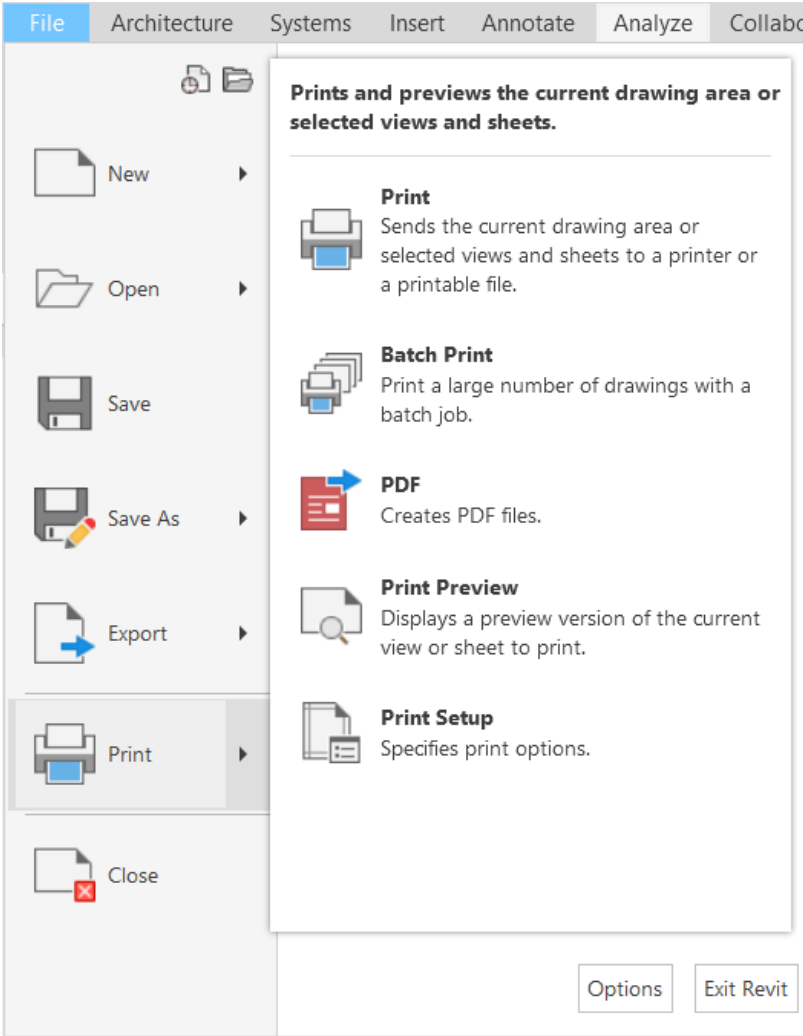 File Architecture Systems Insert Annotate Analyze Collabo
New
Open
Save
Save As
Export
Print
Close
Prints and previews the current drawing area or
selected views and sheets.
Print
Sends the current drawing area or
selected views and sheets to a printer or
a printable file.
Batch Print
Print a large number of drawings with a
batch job.
PDF
Creates PDF files.
Print Preview
Displays a preview version of the current
view or sheet to print.
Print Setup
Specifies print options.
Options Exit Revit